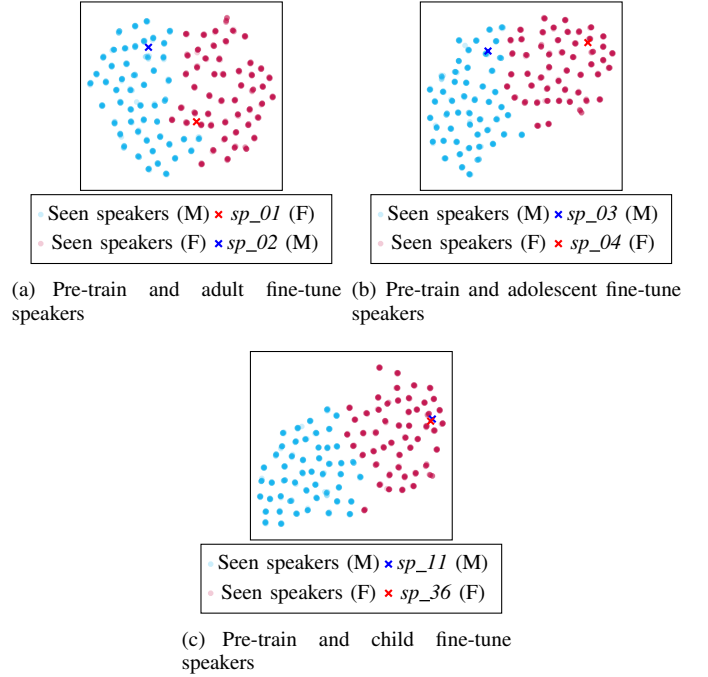 Seen speakers (M) × sp_01 (F)
Seen speakers (F) × sp_02 (M)
Seen speakers (M) × sp_03 (M)
Seen speakers (F) × sp_04 (F)
(a) Pre-train and adult fine-tune
speakers
(b) Pre-train and adolescent fine-tune
speakers
Seen speakers (M) × sp_11 (M)
Seen speakers (F) × sp_36 (F)
(c) Pre-train and child fine-tune
speakers